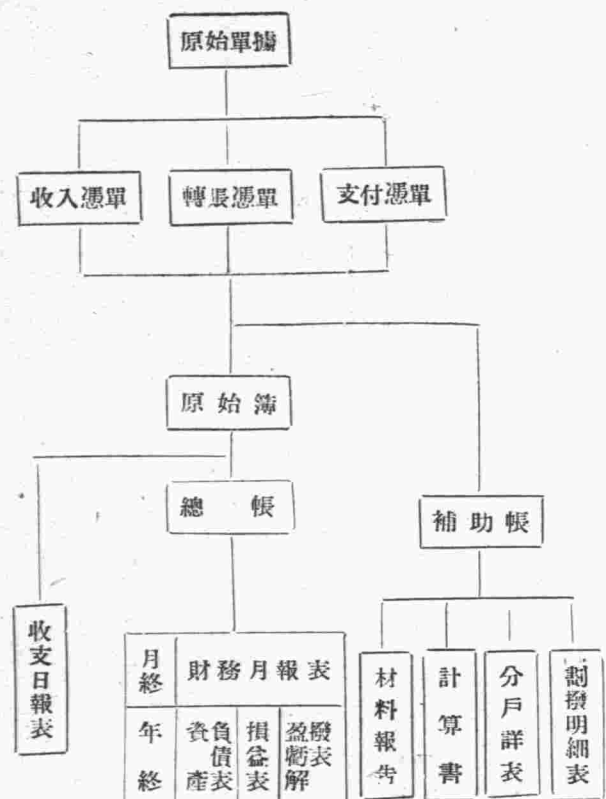 原始單據
收入憑單
轉賬憑單
支付憑單
原始簿
總帳
補助帳
收支日報表
月終
財務月報表
年終
資產負債表
損益表
盈虧撥解表
材料報告
計算書
分戶詳表
劃撥明細表